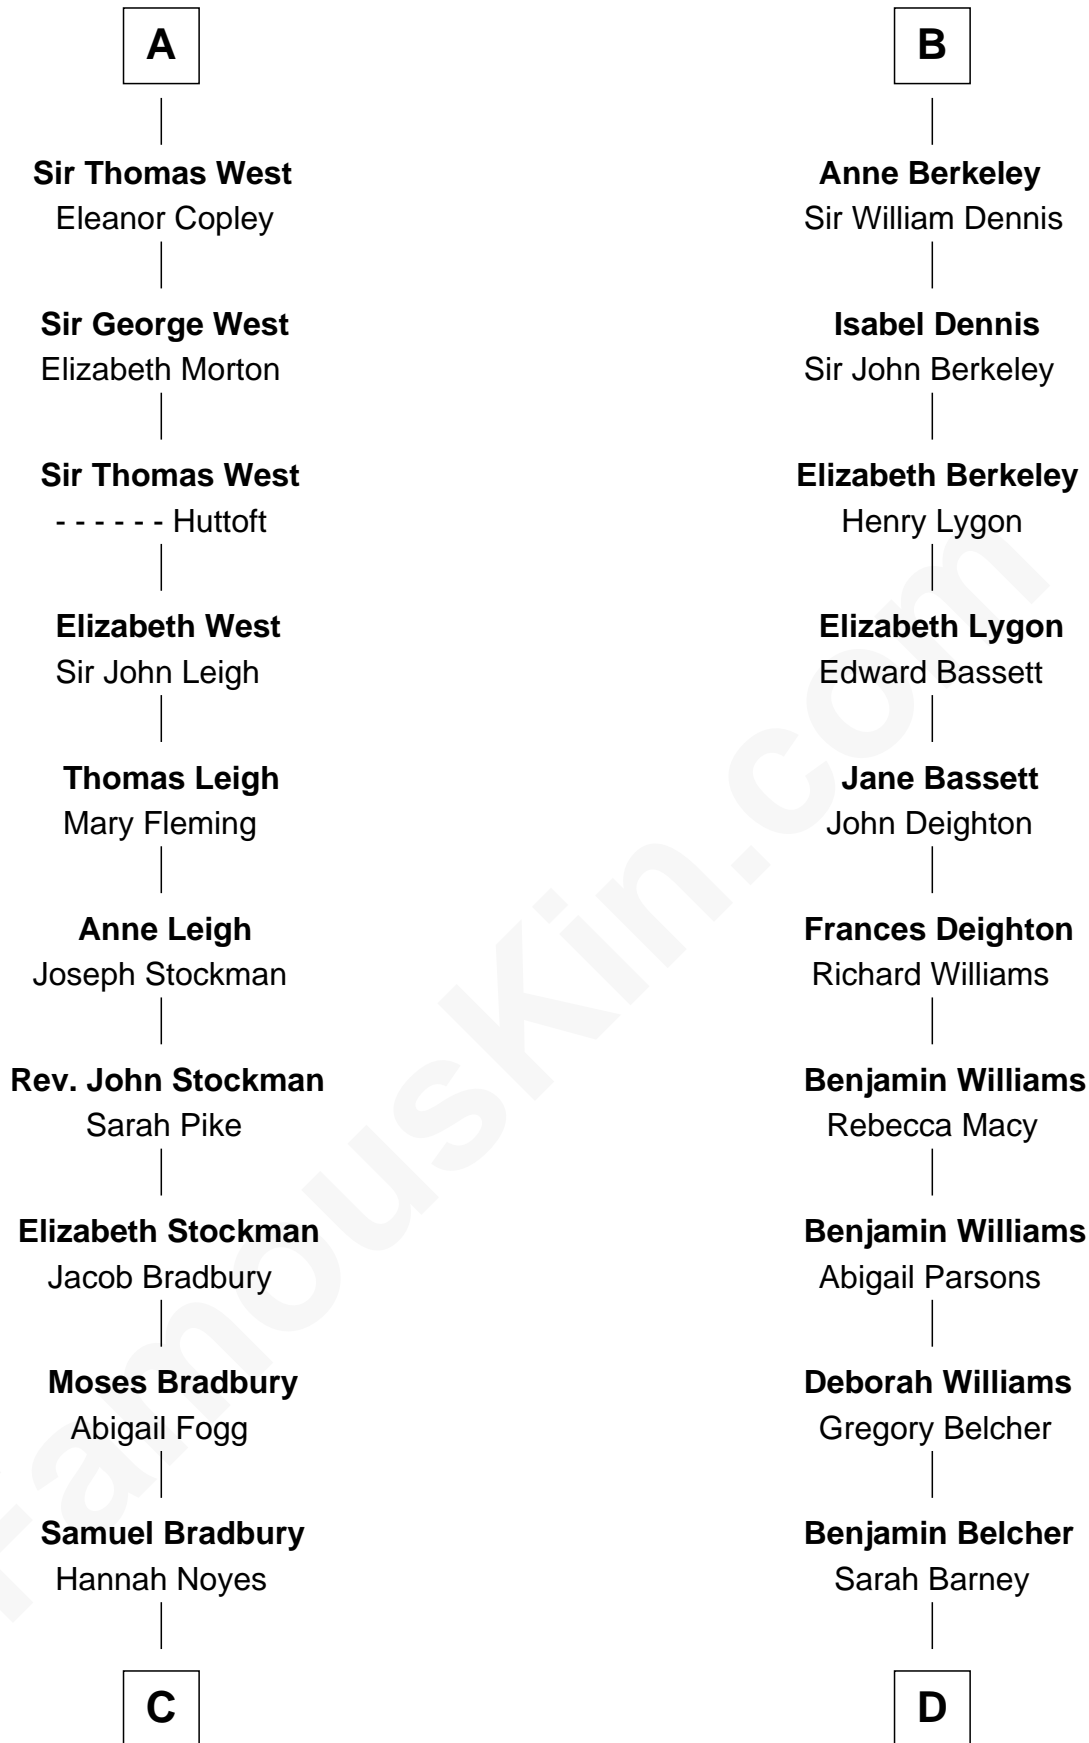 A
Sir Thomas West
Eleanor Copley
Sir George West
Elizabeth Morton
Sir Thomas West
- - - - - - Huttoft
Elizabeth West
Sir John Leigh
Thomas Leigh
Mary Fleming
Anne Leigh
Joseph Stockman
Rev. John Stockman
Sarah Pike
Elizabeth Stockman
Jacob Bradbury
Moses Bradbury
Abigail Fogg
Samuel Bradbury
Hannah Noyes
C
B
Anne Berkeley
Sir William Dennis
Isabel Dennis
Sir John Berkeley
Elizabeth Berkeley
Henry Lygon
Elizabeth Lygon
Edward Bassett
Jane Bassett
John Deighton
Frances Deighton
Richard Williams
Benjamin Williams
Rebecca Macy
Benjamin Williams
Abigail Parsons
Deborah Williams
Gregory Belcher
Benjamin Belcher
Sarah Barney
D
FamousKin.com